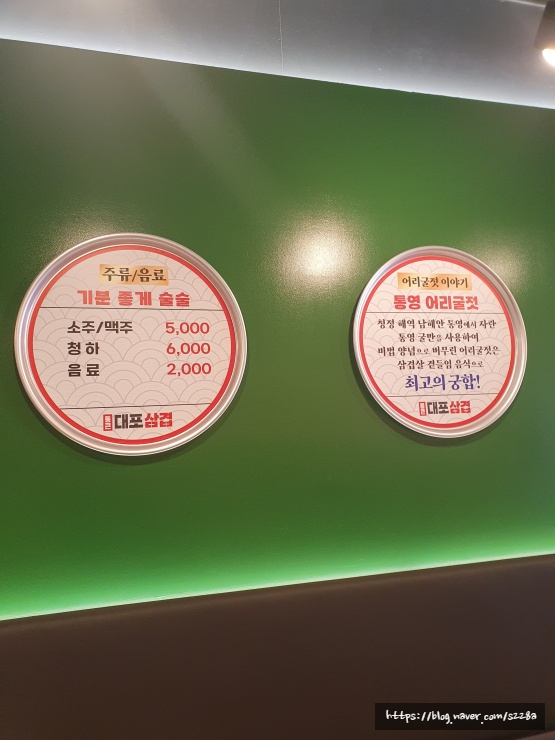 주류/음료
기분 좋게 술술
소주/맥주 5,000
청하 6,000
음료 2,000
대포삼겹
어리굴젓 이야기
통영 어리굴젓
청정 해역 남해안 통영에서 자란
통영 굴만을 사용하여
비법 양념으로 버무린 어리굴젓은
삼겹살 곁들임 음식으로
최고의 궁합!
대포삼겹
https://blog.naver.com/szz8a